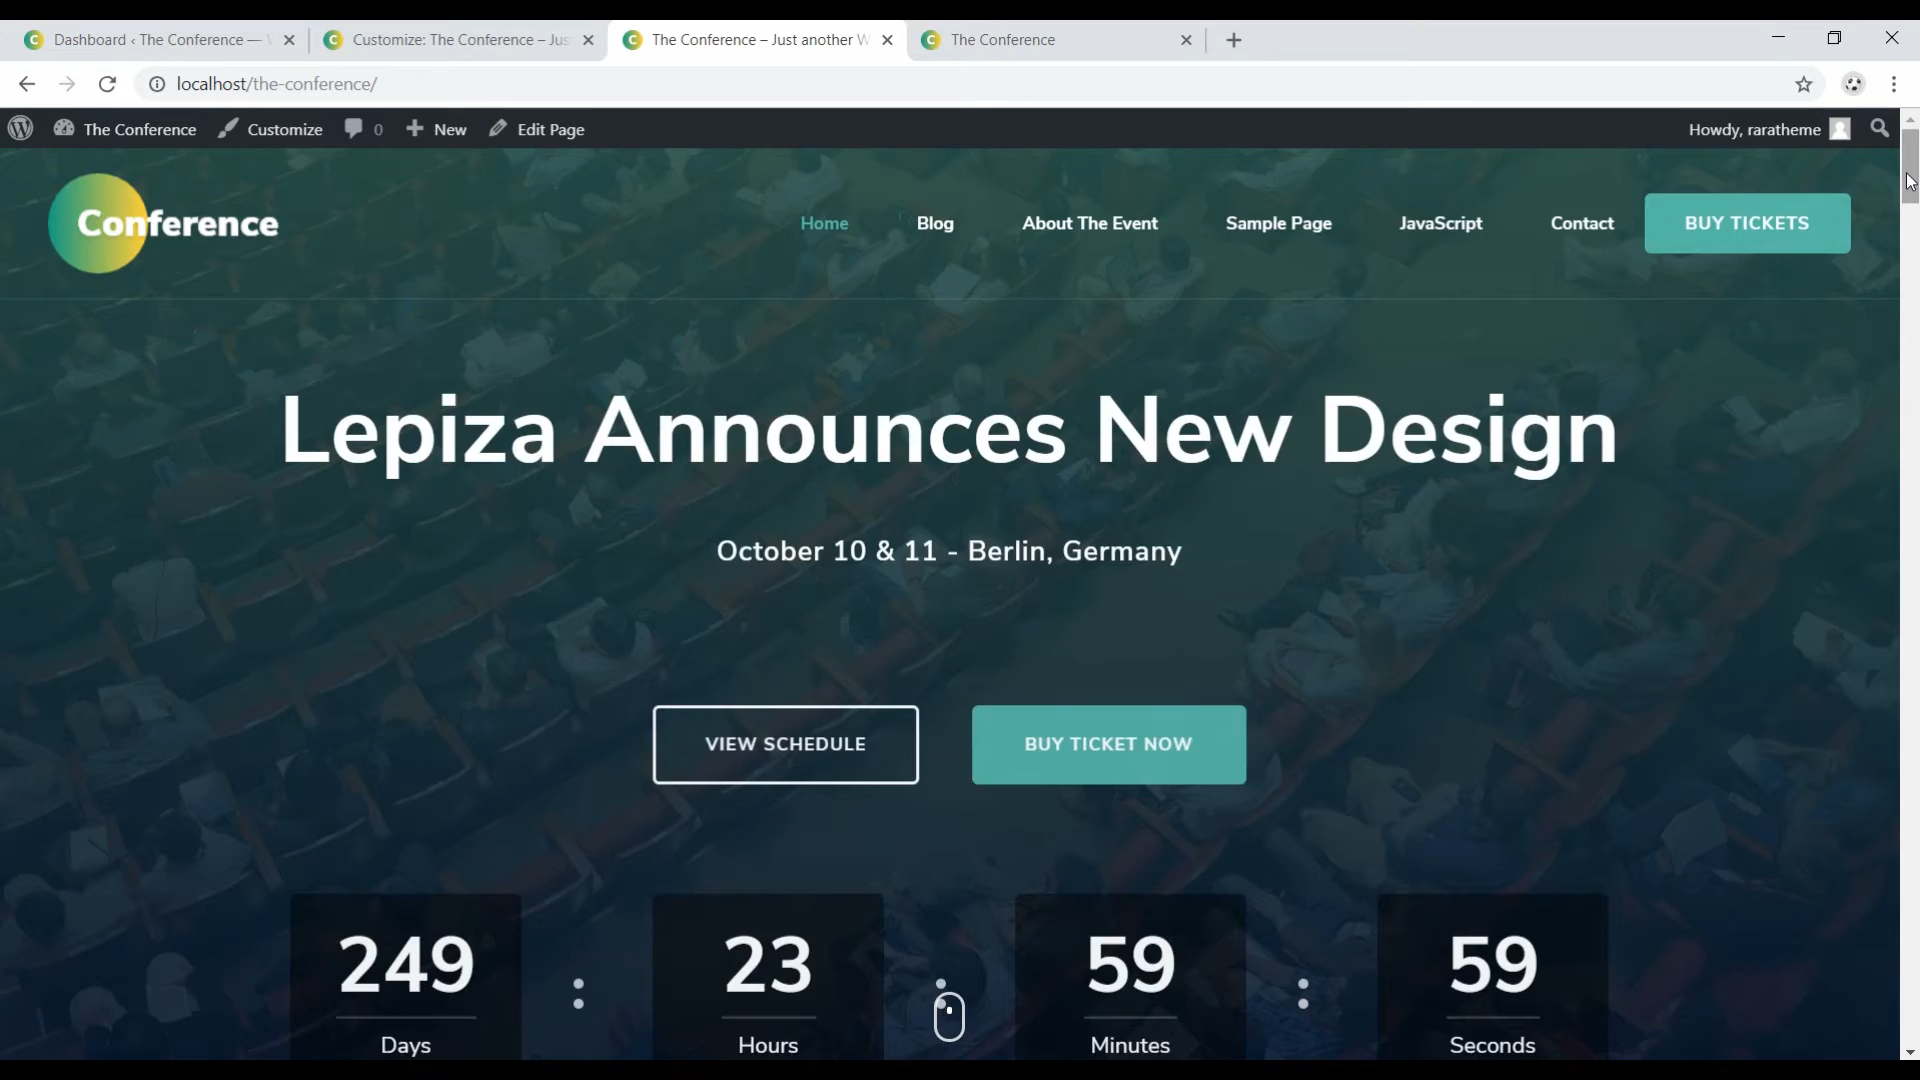 Dashboard ‹ The Conference —
Customize: The Conference – Jus
The Conference – Just another W
The Conference
localhost/the-conference/
The Conference
Customize
0
New
Edit Page
Howdy, raratheme
Conference
Home
Blog
About The Event
Sample Page
JavaScript
Contact
BUY TICKETS
Lepiza Announces New Design
October 10 & 11 - Berlin, Germany
VIEW SCHEDULE
BUY TICKET NOW
249 : 23 : 59 : 59
Days
Hours
Minutes
Seconds